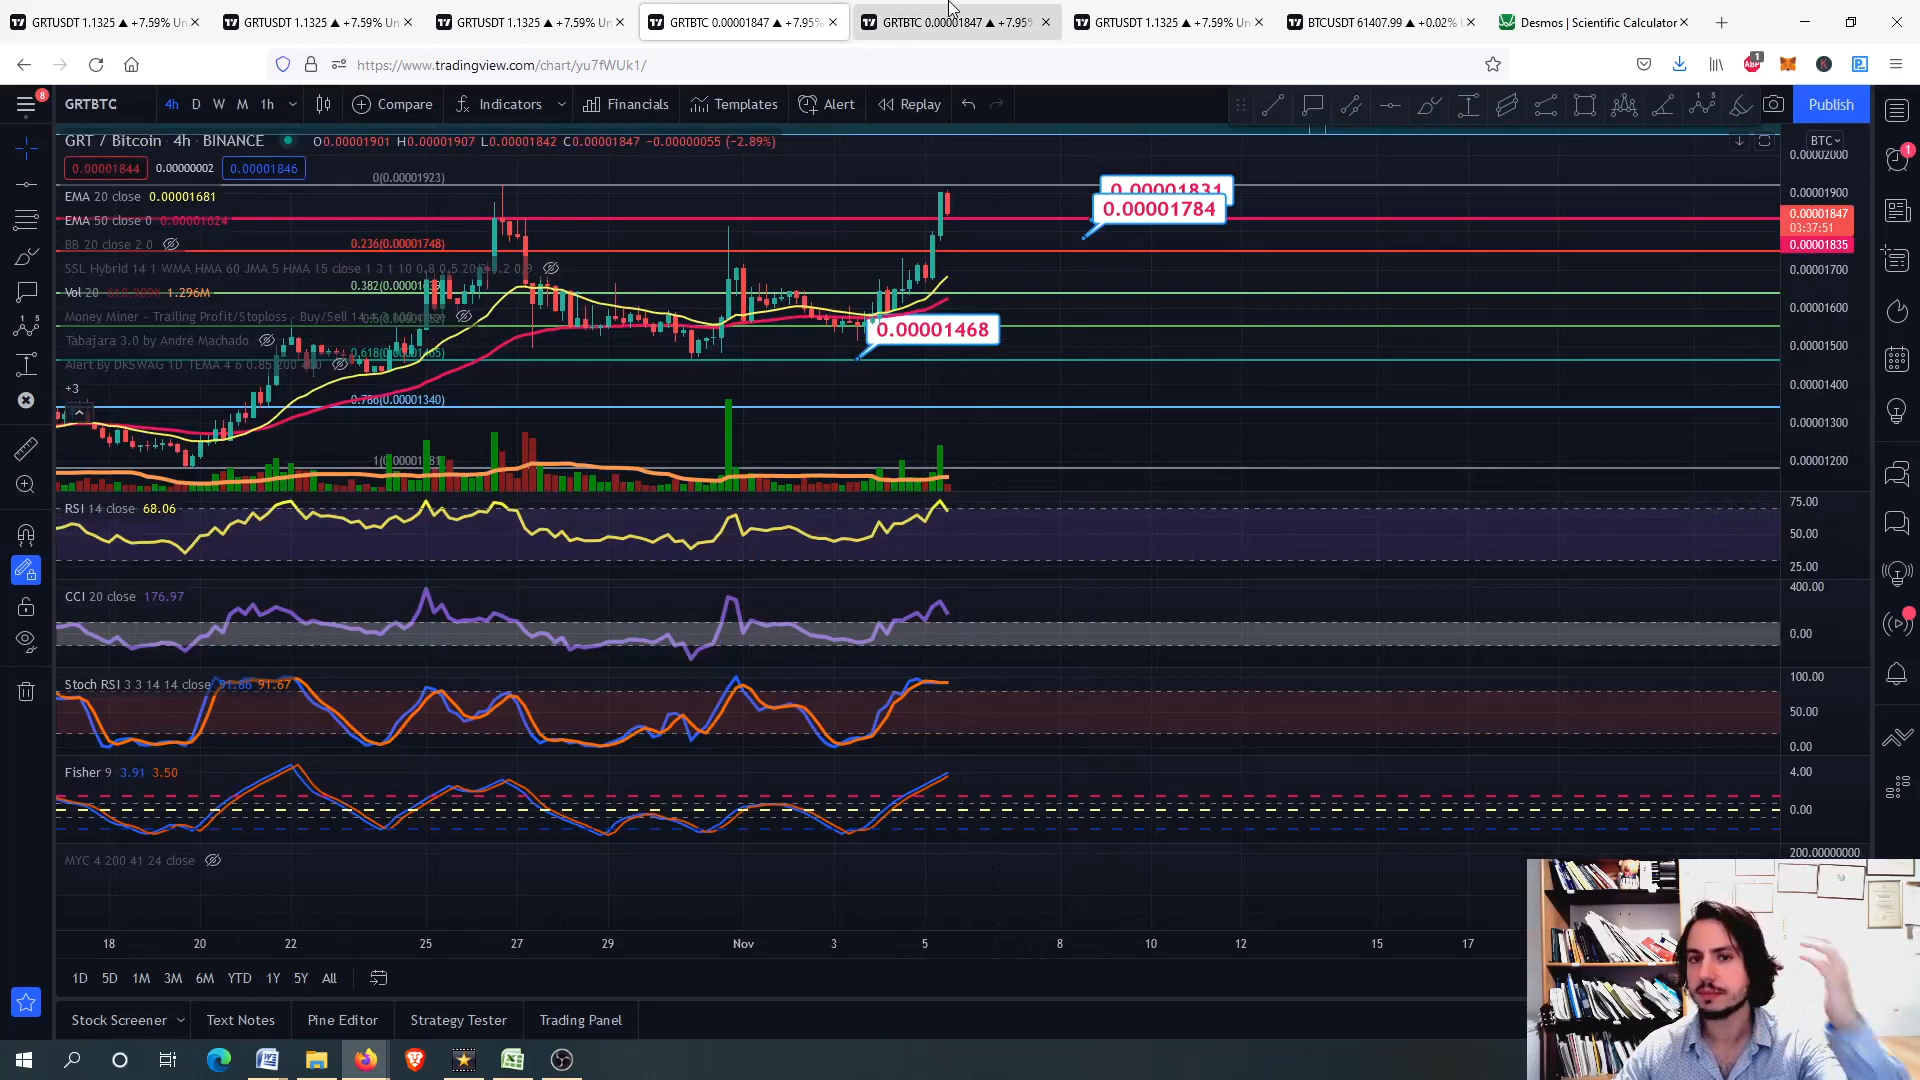 GRTUSDT 1.1325 ▲ +7.59% Un
GRTUSDT 1.1325 ▲ +7.59% Un
GRTUSDT 1.1325 ▲ +7.59% Un
GRTBTC 0.00001847 ▲ +7.95%
GRTBTC 0.00001847 ▲ +7.95%
GRTUSDT 1.1325 ▲ +7.59% Un
BTCUSDT 61407.99 ▲ +0.02% U
Desmos | Scientific Calculator
https://www.tradingview.com/chart/yu7fWUk1/
1
8
GRTBTC
4h D W M 1h
Compare
Indicators
Financials
Templates
Alert
Replay
Publish
GRT / Bitcoin 4h BINANCE
O0.00001901 H0.00001907 L0.00001842 C0.00001847 −0.00000055 (−2.89%)
BTC
0.00001844 0.00000002 0.00001846
EMA 20 close 0.00001681
EMA 50 close 0 0.00001624
BB 20 close 2 0
SSL Hybrid 14 1 WMA HMA 60 JMA 5 HMA 15 close 1 3 1 10 0.8 0.5 20 0.2 0.9
Vol 20 1.296M
Money Miner - Trailing Profit/Stoploss - Buy/Sell 14
Tabajara 3.0 by André Machado
Alert By DKSWAG 1D TEMA 4 6 0.85 200
+3
0(0.00001923)
0.236(0.00001748)
0.786(0.00001340)
0.00001831
0.00001784
0.00001468
0.00002000
0.00001900
0.00001847
03:37:51
0.00001835
0.00001700
0.00001600
0.00001500
0.00001400
0.00001300
0.00001200
1
RSI 14 close 68.06
75.00
50.00
25.00
CCI 20 close 176.97
400.00
0.00
Stoch RSI 3 3 14 14 close 91.86 91.67
100.00
50.00
0.00
Fisher 9 3.91 3.50
4.00
0.00
MYC 4 200 41 24 close
200.00000000
18 20 22 25 27 29 Nov 3 5 8 10 12 15 17
1D 5D 1M 3M 6M YTD 1Y 5Y All
Stock Screener
Text Notes
Pine Editor
Strategy Tester
Trading Panel